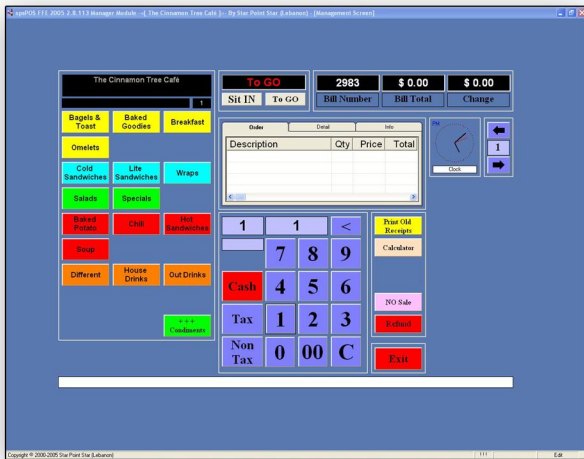 xpsPOS FFE 2005 2.8.113 Manager Module --[ The Cinnamon Tree Café ]-- By Star Point Star (Lebanon) - [Management Screen]
The Cinnamon Tree Café
1
Bagels & Toast
Baked Goodies
Breakfast
Omelets
Cold Sandwiches
Lite Sandwiches
Wraps
Salads
Specials
Baked Potato
Chili
Hot Sandwiches
Soup
Different
House Drinks
Out Drinks
+++ Condiments
To GO
Sit IN
To GO
2983
$ 0.00
$ 0.00
Bill Number
Bill Total
Change
Order
Detail
Info
Description
Qty
Price
Total
PM
Clock
1
1
1
<
7
8
9
Cash
4
5
6
Tax
1
2
3
Non Tax
0
00
C
Print Old Receipts
Calculator
NO Sale
Refund
Exit
Copyright © 2000-2005 Star Point Star (Lebanon)
Edit